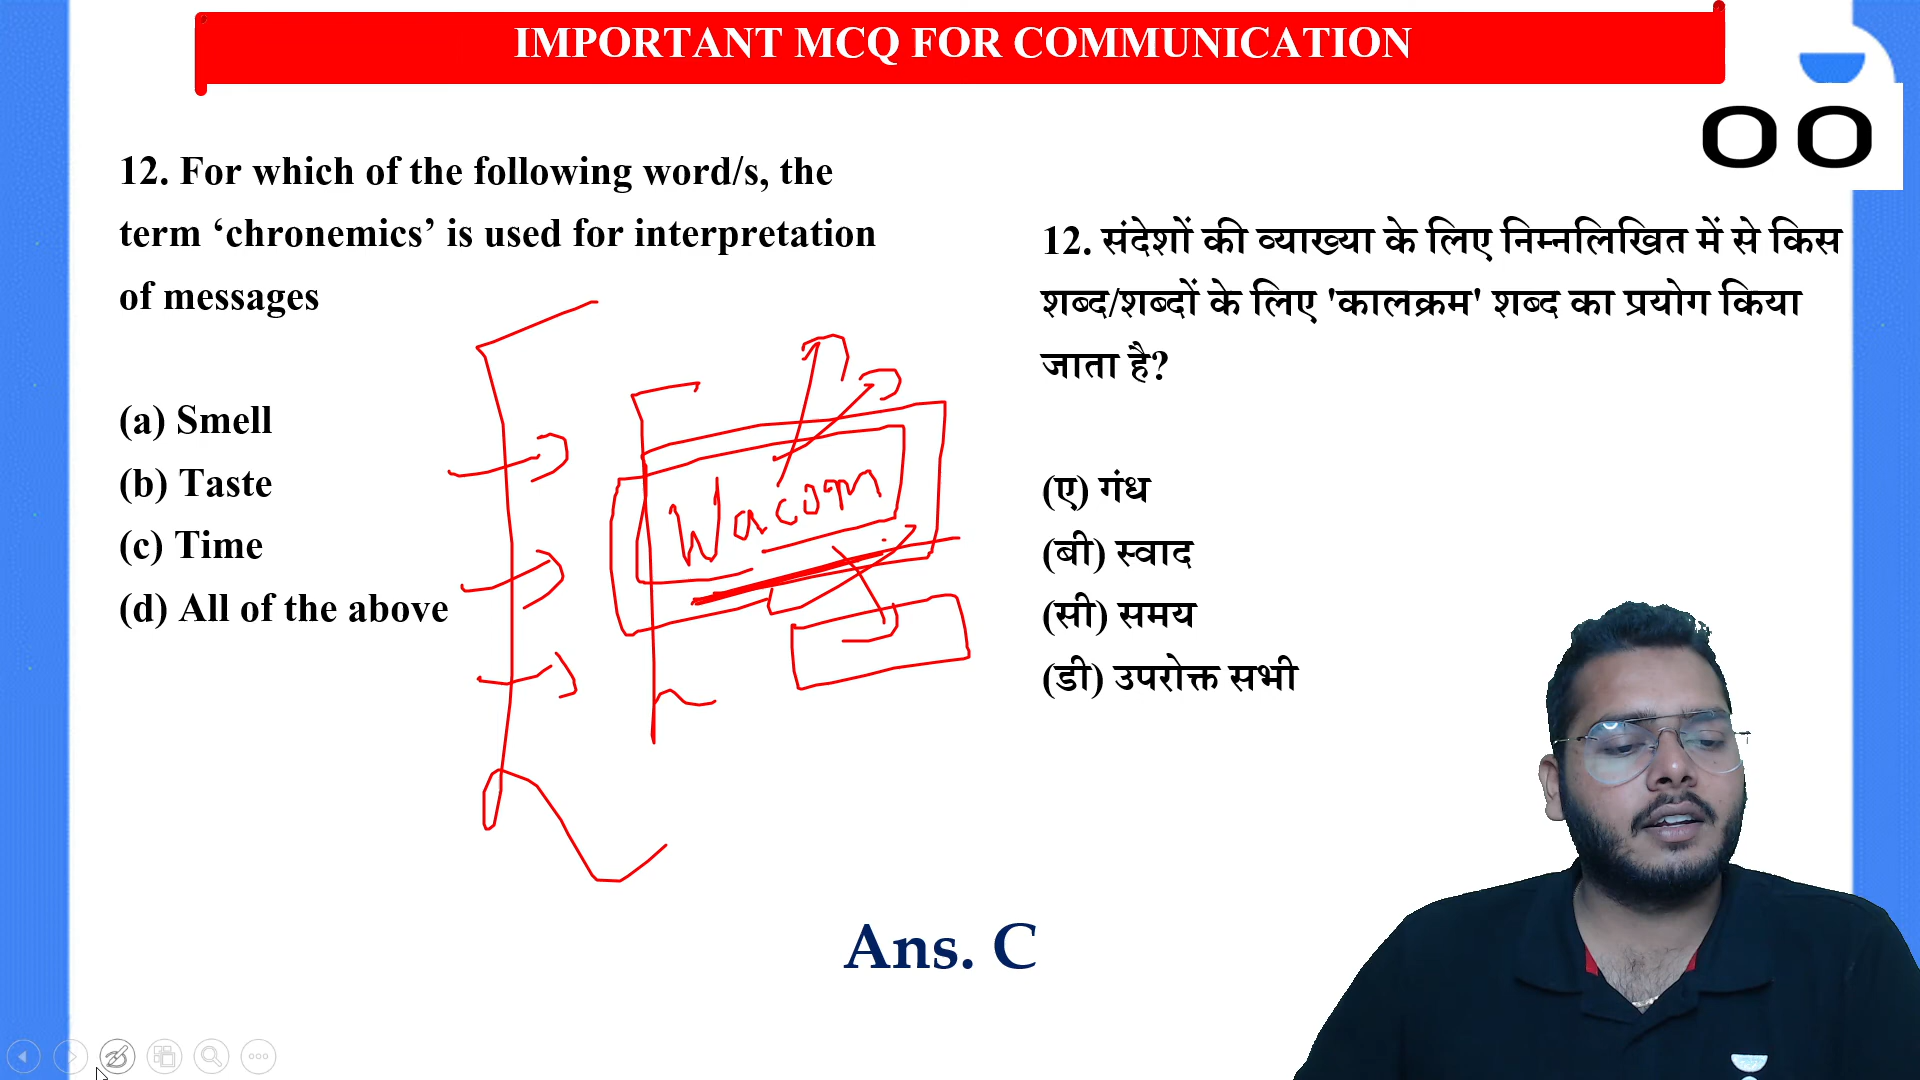 IMPORTANT MCQ FOR COMMUNICATION
12. For which of the following word/s, the
term ‘chronemics’ is used for interpretation
of messages
(a) Smell
(b) Taste
(c) Time
(d) All of the above
Wacom
12. संदेशों की व्याख्या के लिए निम्नलिखित में से किस
शब्द/शब्दों के लिए 'कालक्रम' शब्द का प्रयोग किया
जाता है?
(ए) गंध
(बी) स्वाद
(सी) समय
(डी) उपरोक्त सभी
Ans. C